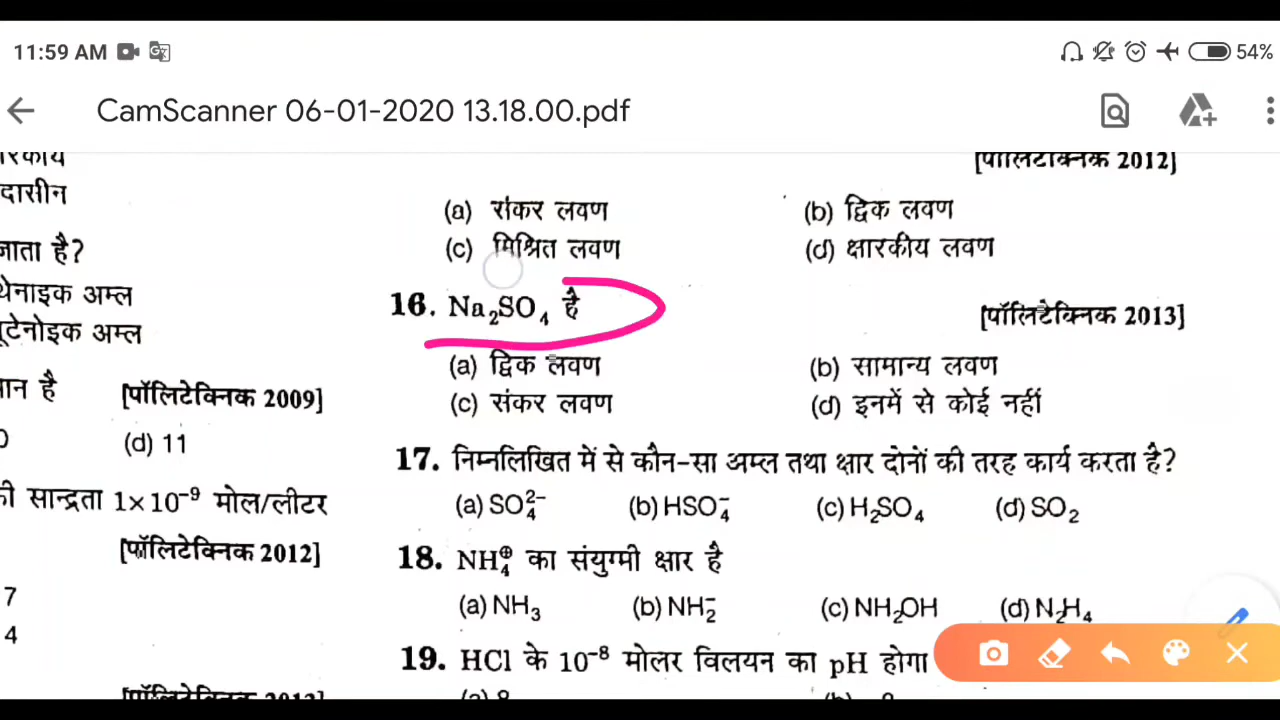 11:59 AM 54%
CamScanner 06-01-2020 13.18.00.pdf
दासीन
जाता है?
थेनाइक अम्ल
यूटेनोइक अम्ल
मान है [पॉलिटेक्निक 2009]
(d) 11
की सान्द्रता 1×10⁻⁹ मोल/लीटर
[पॉलिटेक्निक 2012]
7
4
[पॉलिटेक्निक 2012]
(a) संकर लवण (b) द्विक लवण
(c) मिश्रित लवण (d) क्षारकीय लवण
16. Na₂SO₄ है [पॉलिटेक्निक 2013]
(a) द्विक लवण (b) सामान्य लवण
(c) संकर लवण (d) इनमें से कोई नहीं
17. निम्नलिखित में से कौन-सा अम्ल तथा क्षार दोनों की तरह कार्य करता है?
(a) SO₄²⁻ (b) HSO₄⁻ (c) H₂SO₄ (d) SO₂
18. NH₄⊕ का संयुग्मी क्षार है
(a) NH₃ (b) NH₂⁻ (c) NH₂OH (d) N₂H₄
19. HCl के 10⁻⁸ मोलर विलयन का pH होगा